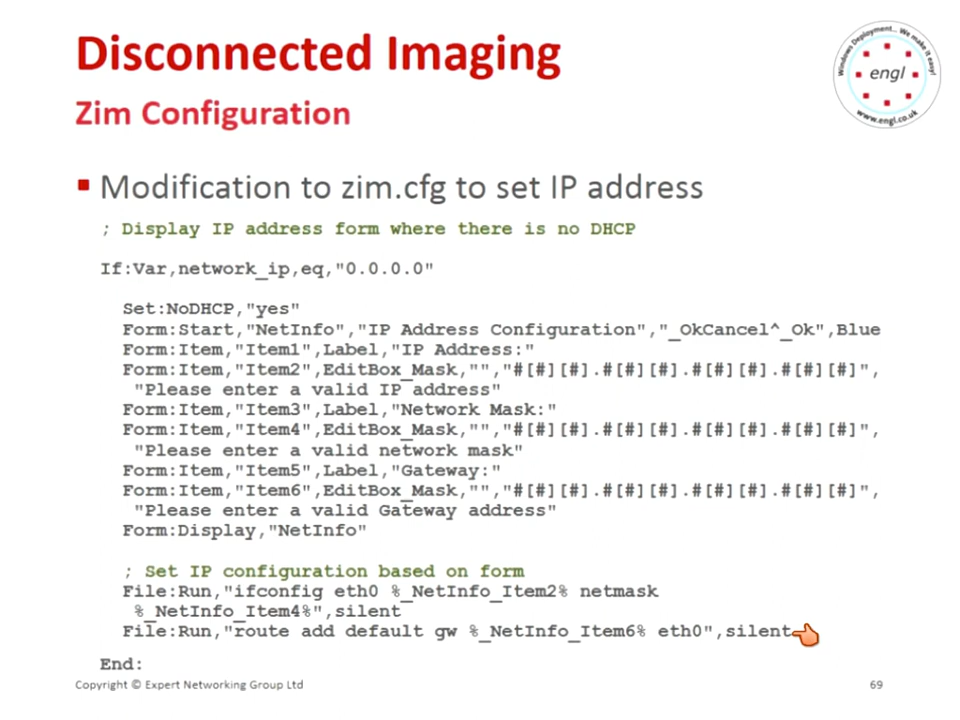 Disconnected Imaging
Windows Deployment... We make it easy!
engl
www.engl.co.uk
Zim Configuration
Modification to zim.cfg to set IP address
; Display IP address form where there is no DHCP
If:Var,network_ip,eq,"0.0.0.0"
Set:NoDHCP,"yes"
Form:Start,"NetInfo","IP Address Configuration","_OkCancel^_Ok",Blue
Form:Item,"Item1",Label,"IP Address:"
Form:Item,"Item2",EditBox_Mask,"","#[#][#].#[#][#].#[#][#].#[#][#]",
"Please enter a valid IP address"
Form:Item,"Item3",Label,"Network Mask:"
Form:Item,"Item4",EditBox_Mask,"","#[#][#].#[#][#].#[#][#].#[#][#]",
"Please enter a valid network mask"
Form:Item,"Item5",Label,"Gateway:"
Form:Item,"Item6",EditBox_Mask,"","#[#][#].#[#][#].#[#][#].#[#][#]",
"Please enter a valid Gateway address"
Form:Display,"NetInfo"
; Set IP configuration based on form
File:Run,"ifconfig eth0 %_NetInfo_Item2% netmask
%_NetInfo_Item4%",silent
File:Run,"route add default gw %_NetInfo_Item6% eth0",silent
End:
Copyright © Expert Networking Group Ltd
69